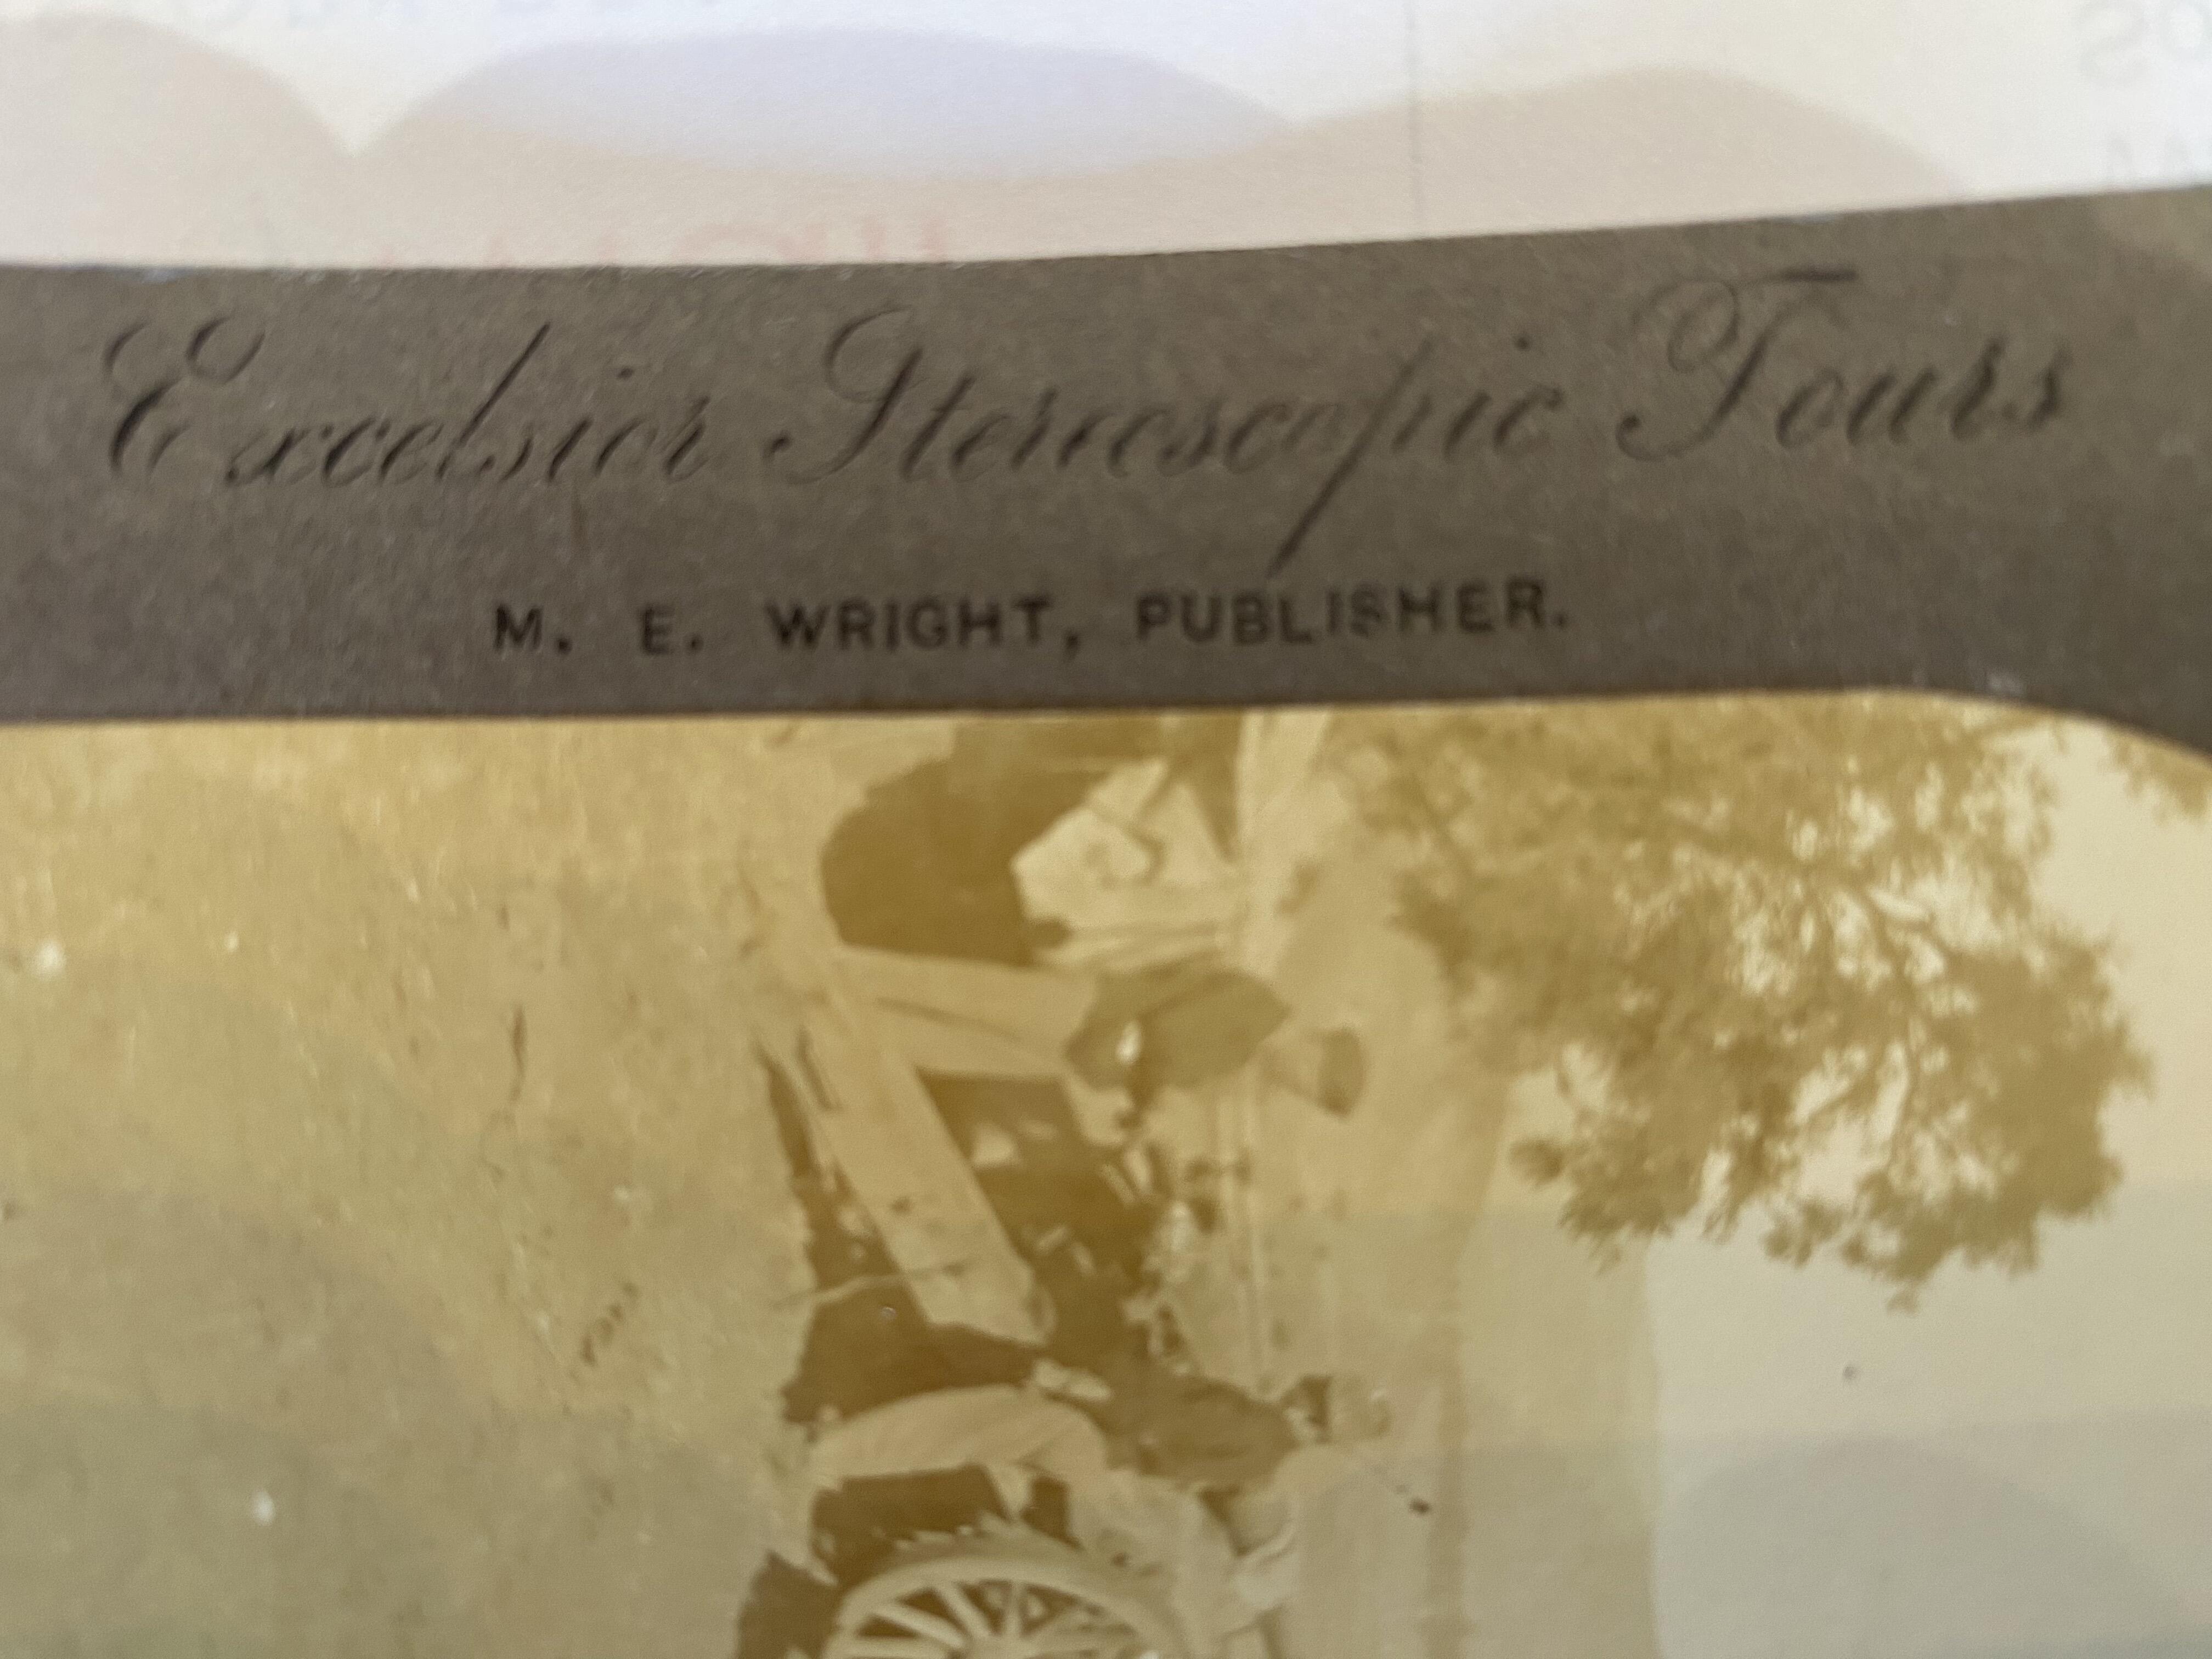 Excelsior Stereoscopic Tours
M. E. WRIGHT, PUBLISHER.